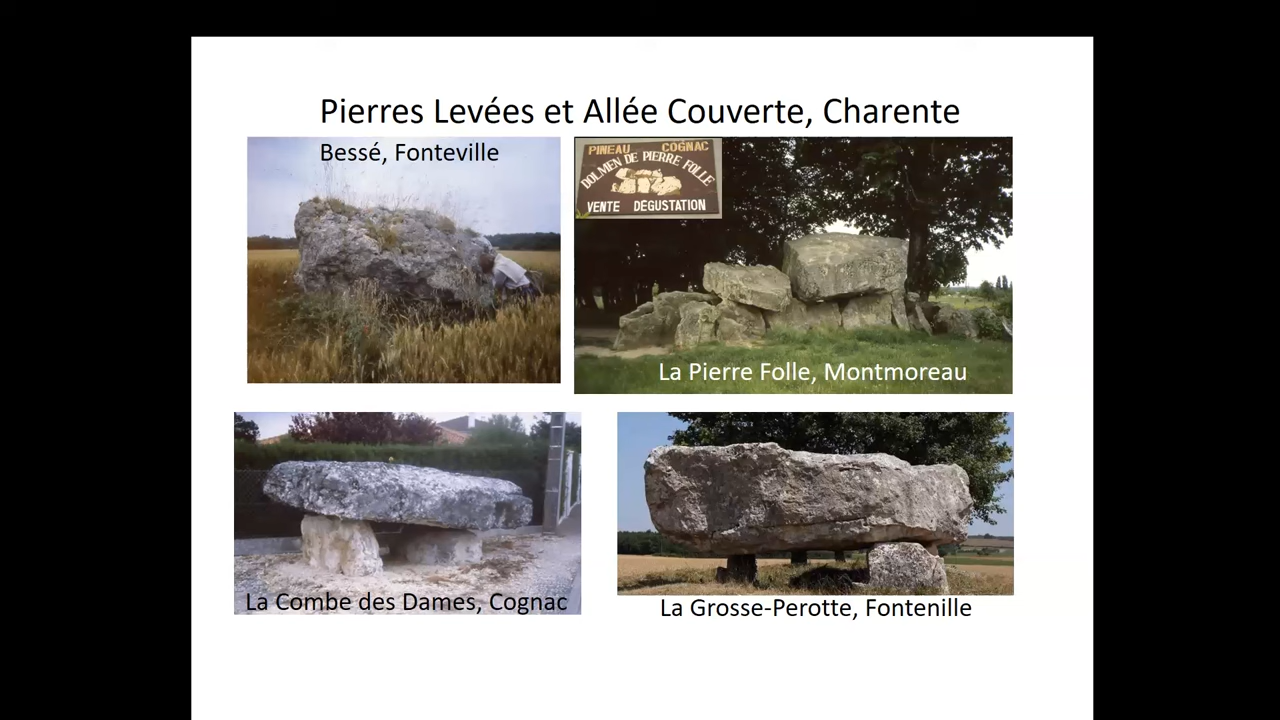 Pierres Levées et Allée Couverte, Charente
Bessé, Fonteville
PINEAU COGNAC
DOLMEN DE PIERRE FOLLE
VENTE DÉGUSTATION
La Pierre Folle, Montmoreau
La Combe des Dames, Cognac
La Grosse-Perotte, Fontenille